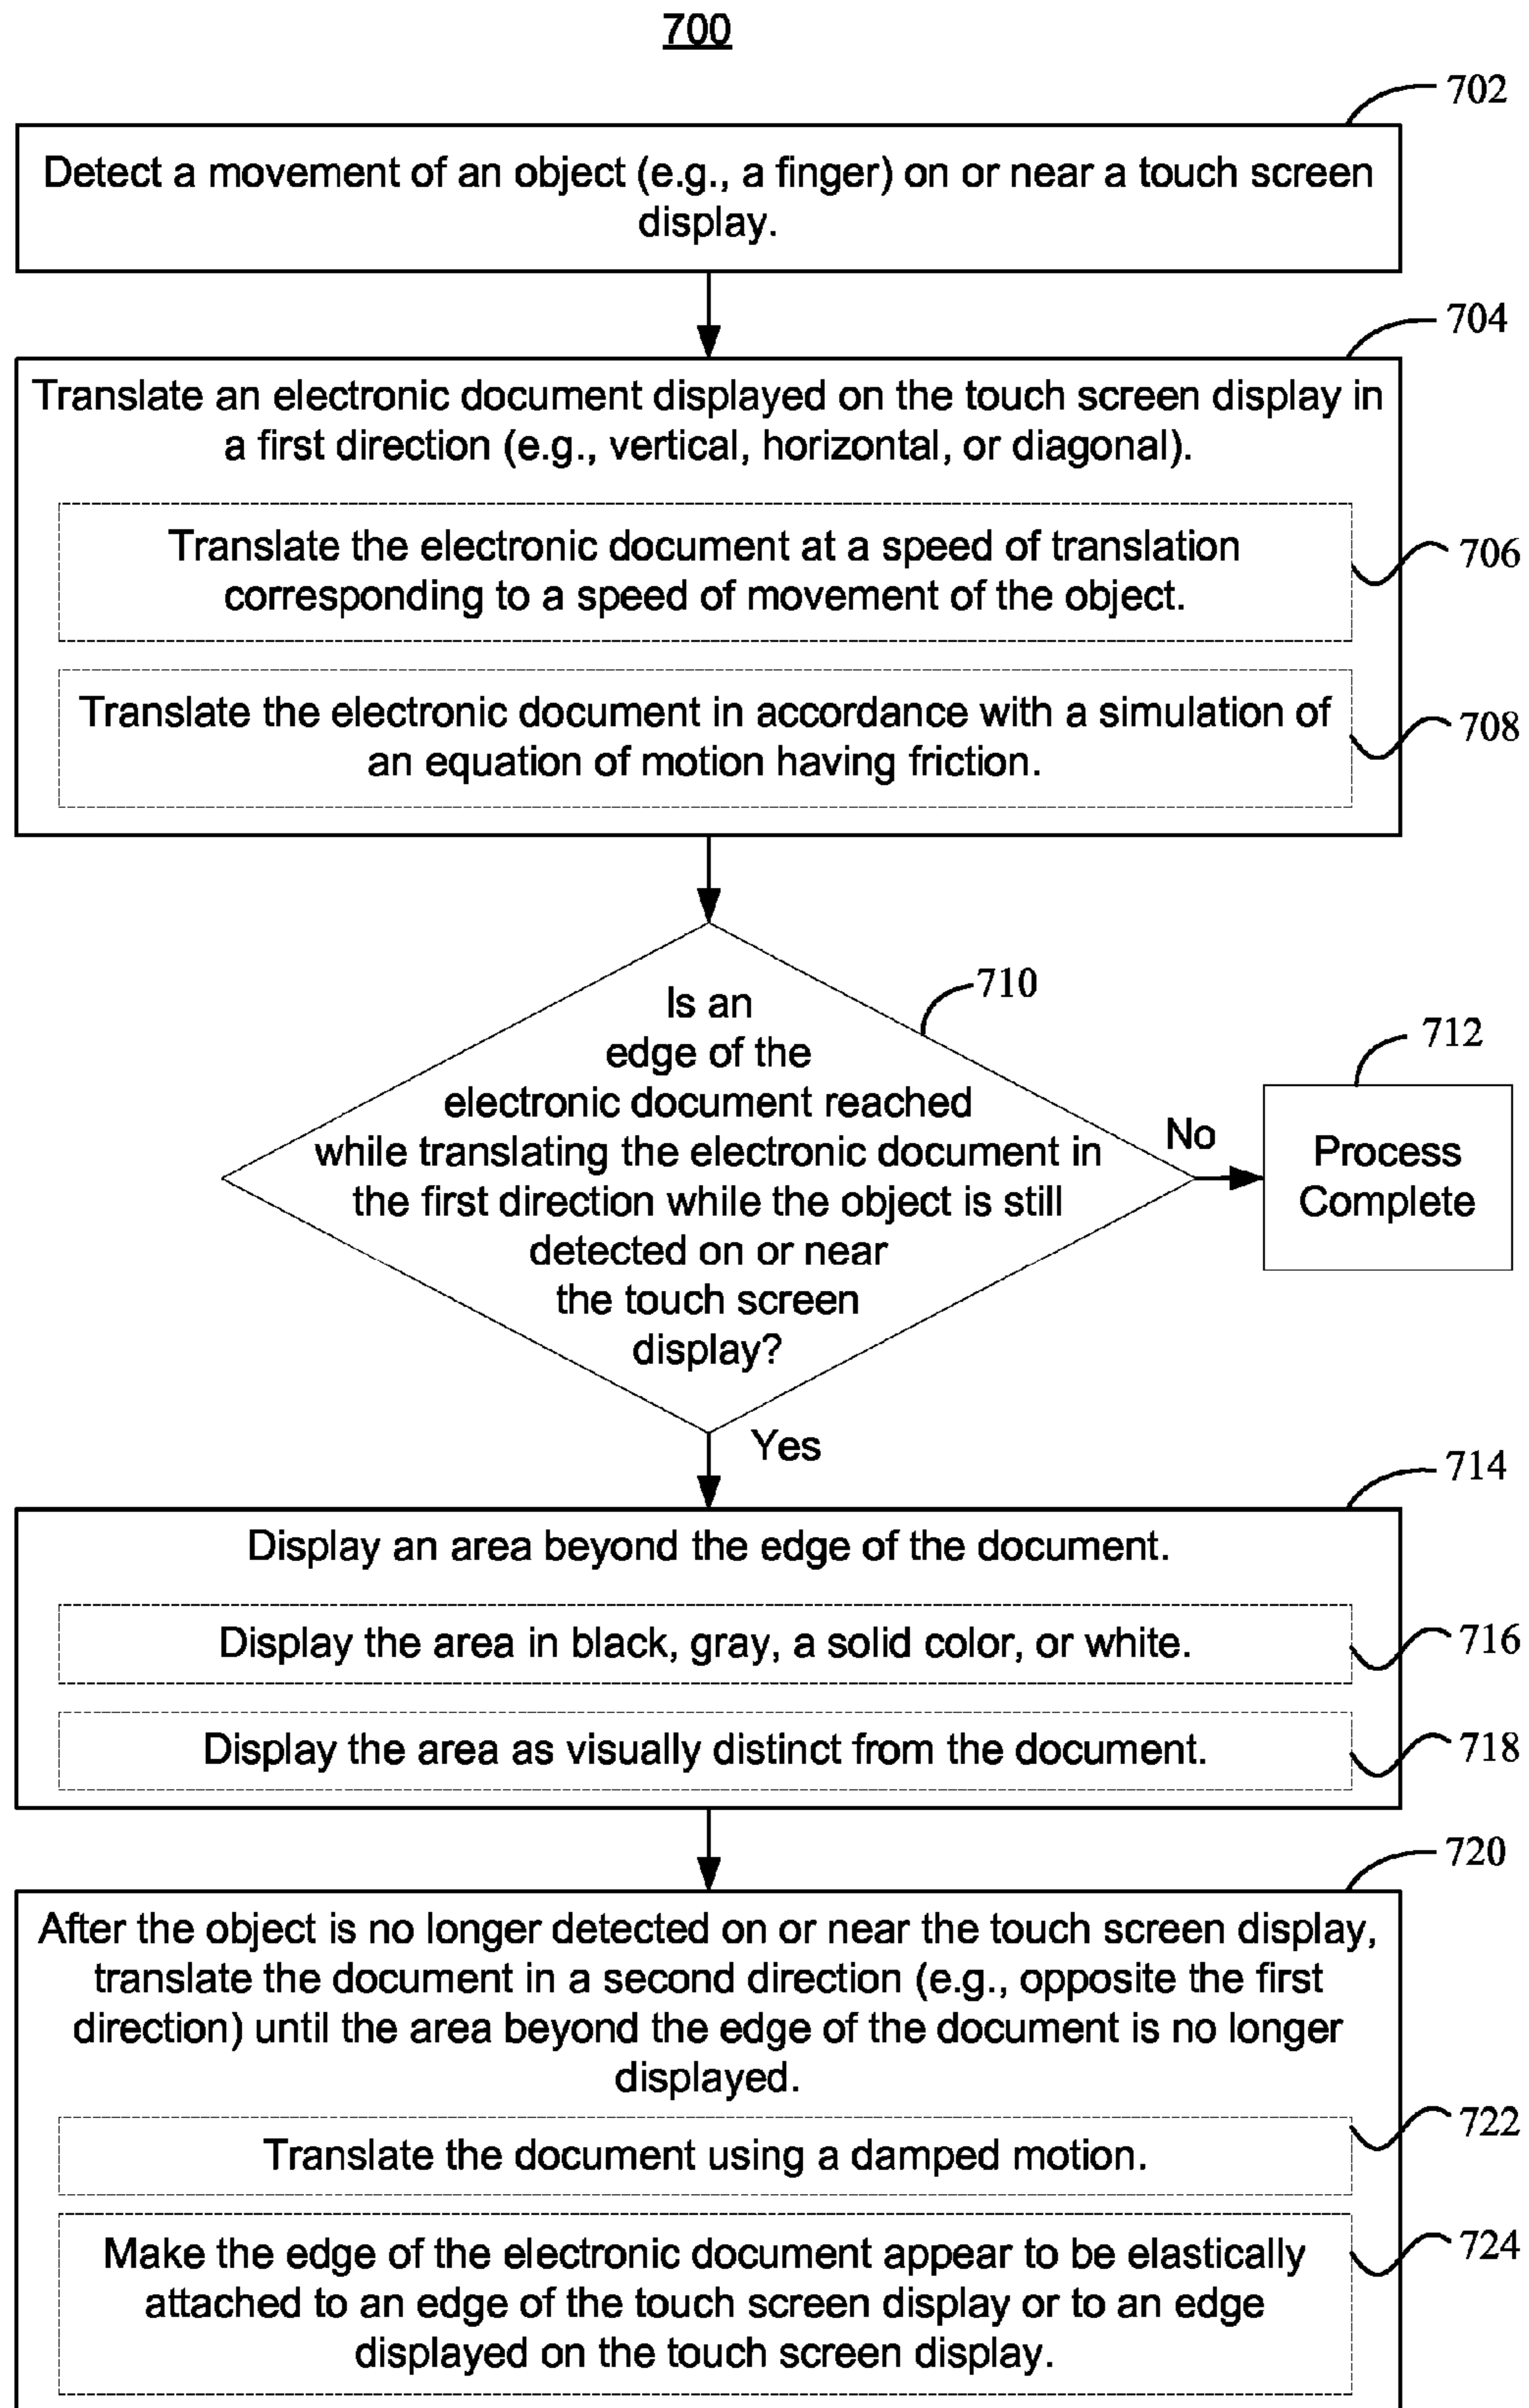 700
702
Detect a movement of an object (e.g., a finger) on or near a touch screen
display.
704
Translate an electronic document displayed on the touch screen display in
a first direction (e.g., vertical, horizontal, or diagonal).
Translate the electronic document at a speed of translation
corresponding to a speed of movement of the object.
706
Translate the electronic document in accordance with a simulation of
an equation of motion having friction.
708
710
Is an
edge of the
electronic document reached
while translating the electronic document in
the first direction while the object is still
detected on or near
the touch screen
display?
No
712
Process
Complete
Yes
714
Display an area beyond the edge of the document.
Display the area in black, gray, a solid color, or white.
716
Display the area as visually distinct from the document.
718
720
After the object is no longer detected on or near the touch screen display,
translate the document in a second direction (e.g., opposite the first
direction) until the area beyond the edge of the document is no longer
displayed.
Translate the document using a damped motion.
722
Make the edge of the electronic document appear to be elastically
attached to an edge of the touch screen display or to an edge
displayed on the touch screen display.
724